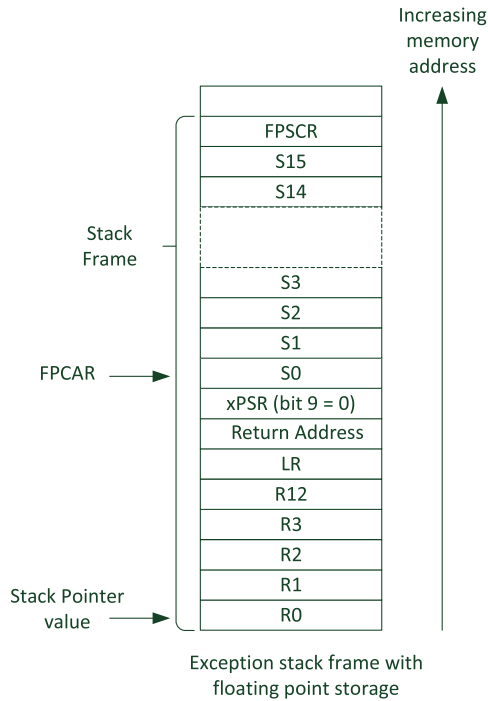 Increasing
memory
address
FPSCR
S15
S14
Stack
Frame
S3
S2
S1
FPCAR
S0
xPSR (bit 9 = 0)
Return Address
LR
R12
R3
R2
R1
Stack Pointer
value
R0
Exception stack frame with
floating point storage